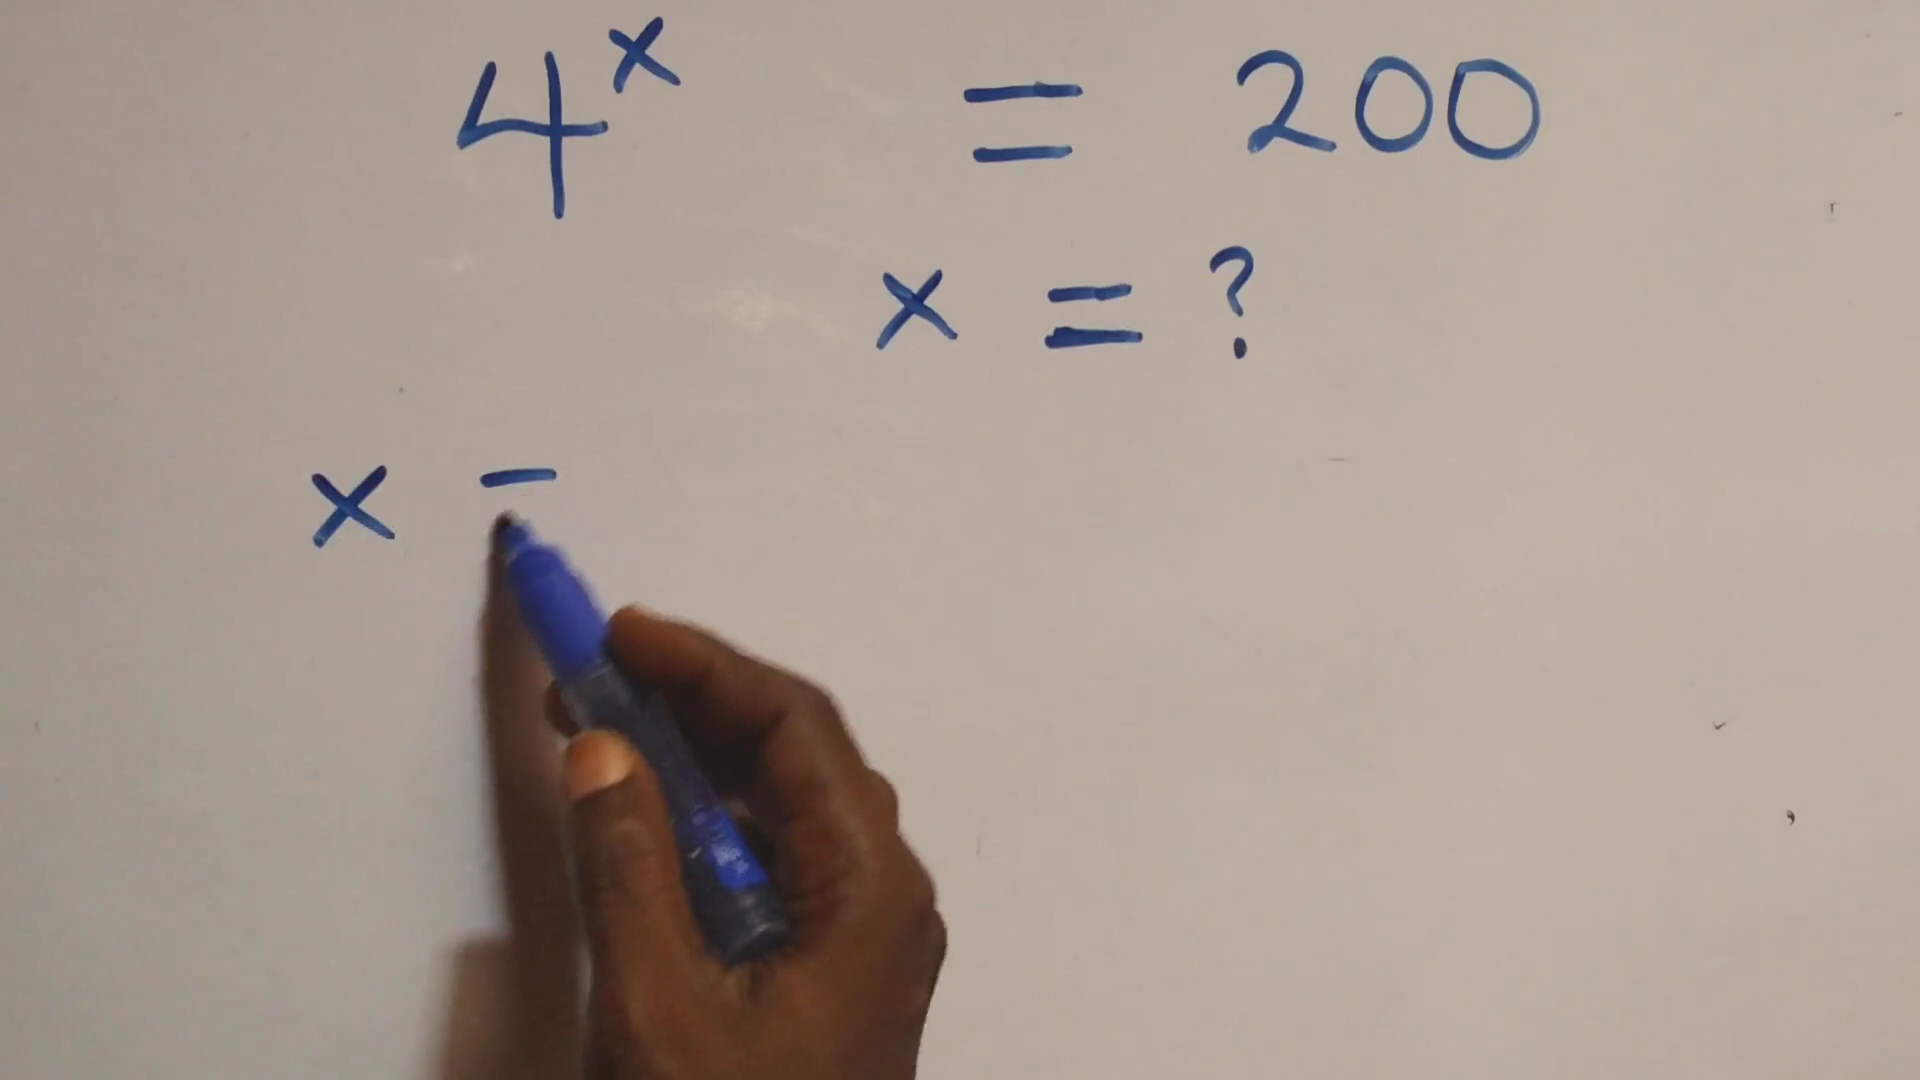 4^x = 200
x = ?
x -